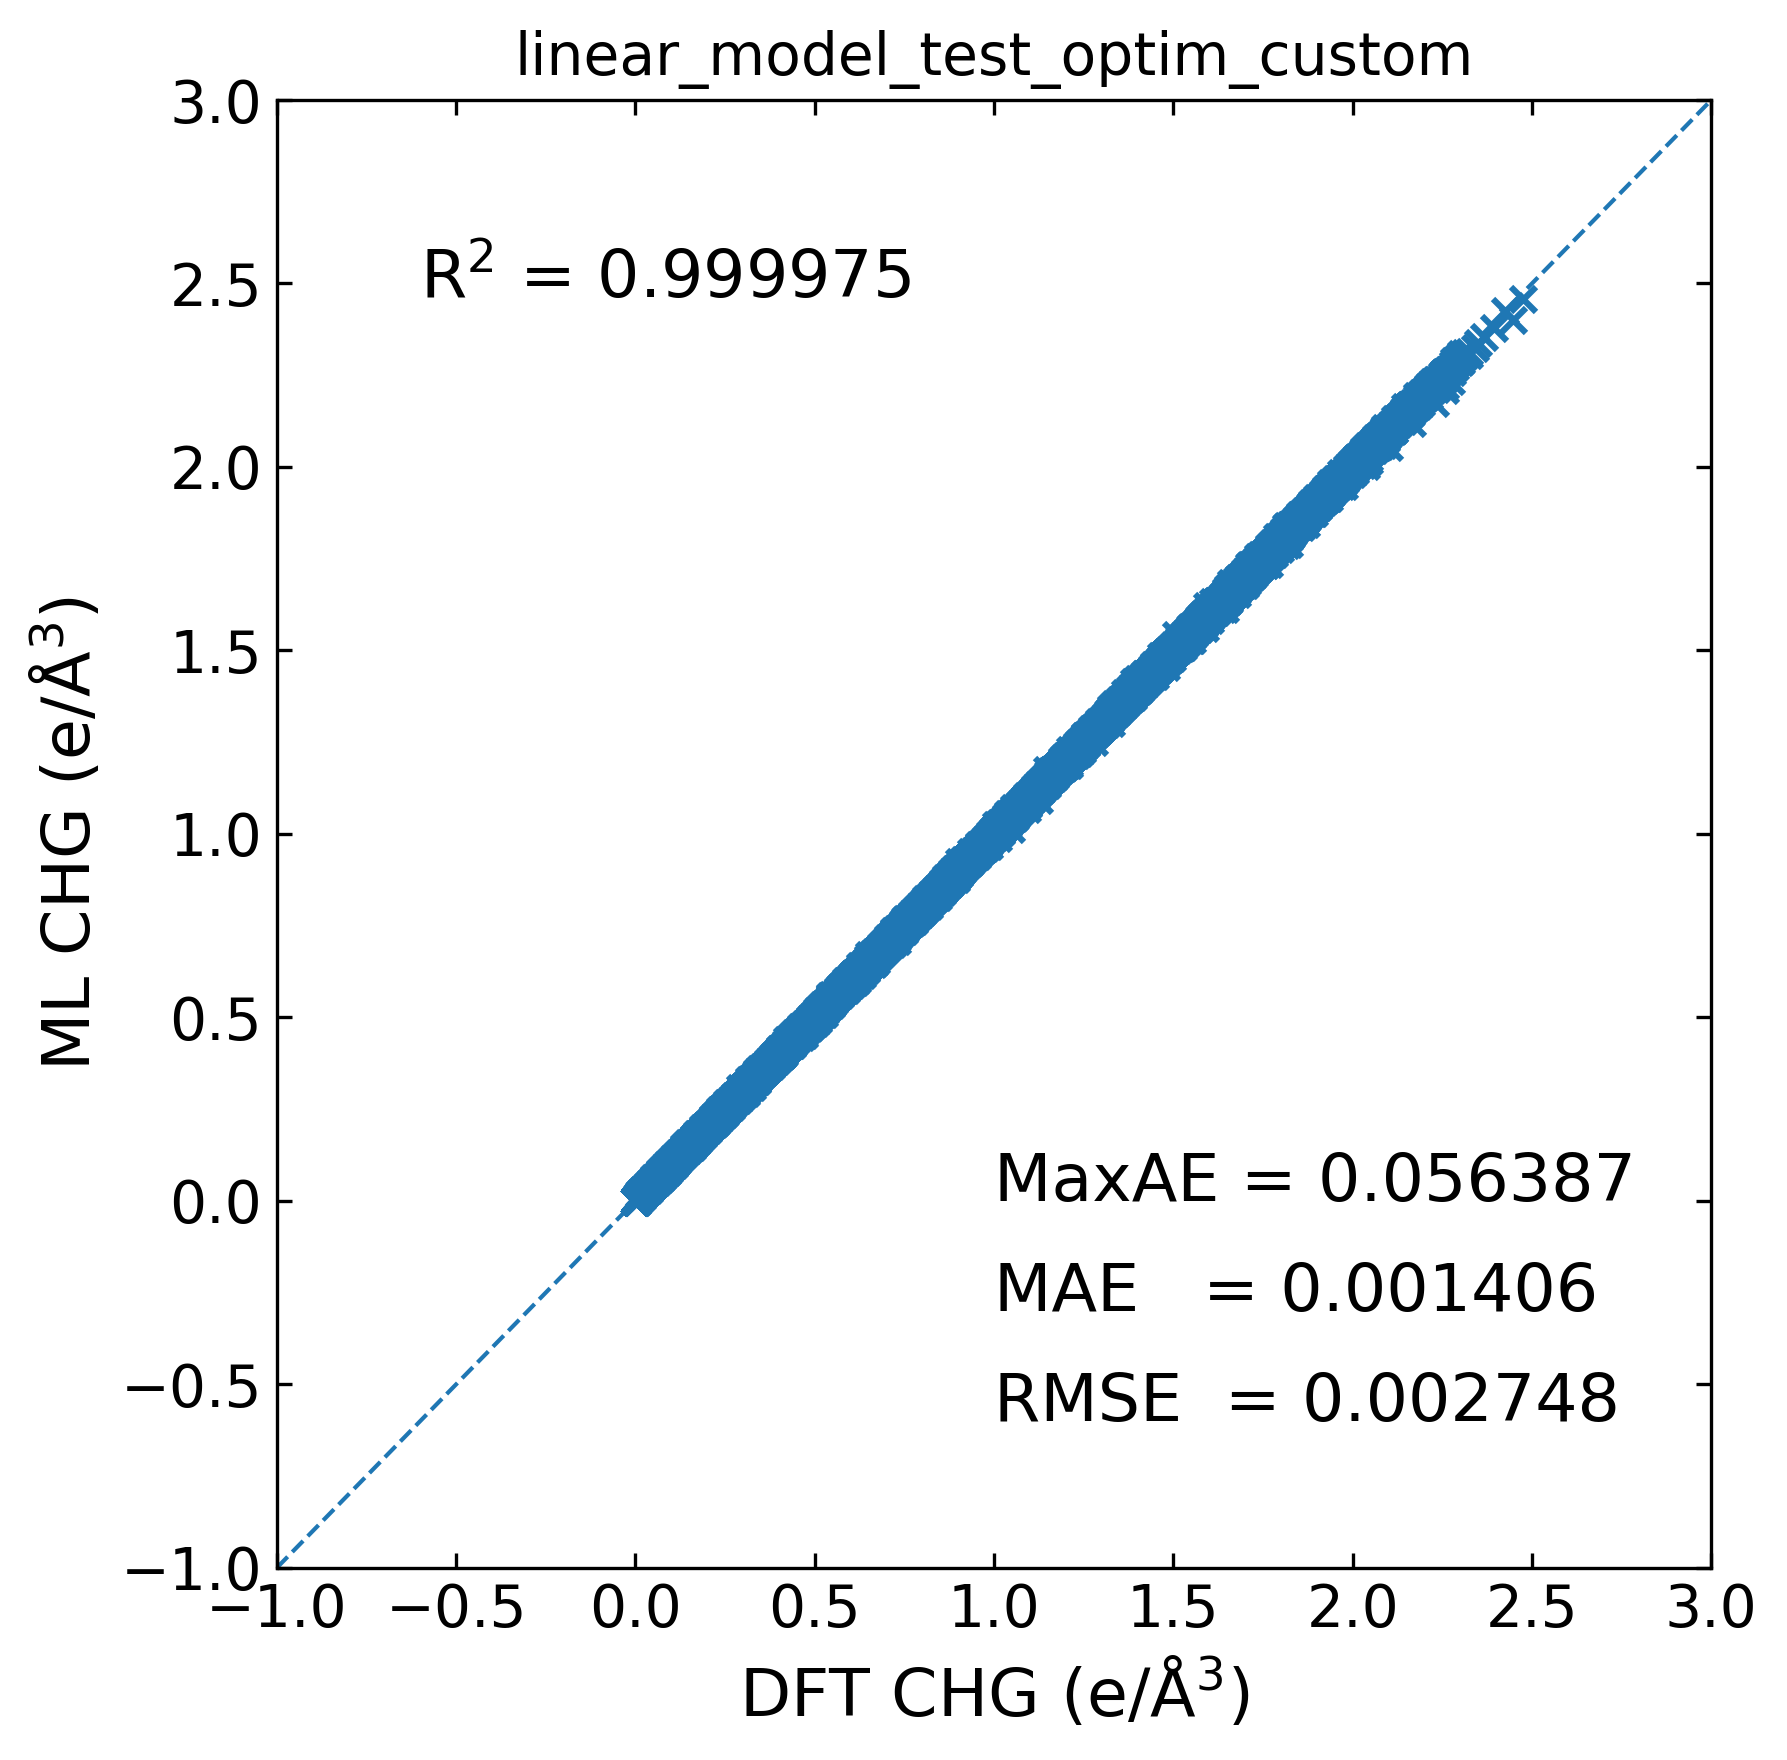 linear_model_test_optim_custom
3.0
2.5
2.0
1.5
1.0
0.5
0.0
−0.5
−1.0
ML CHG (e/Å³)
R² = 0.999975
MaxAE = 0.056387
MAE = 0.001406
RMSE = 0.002748
−1.0 −0.5 0.0 0.5 1.0 1.5 2.0 2.5 3.0
DFT CHG (e/Å³)